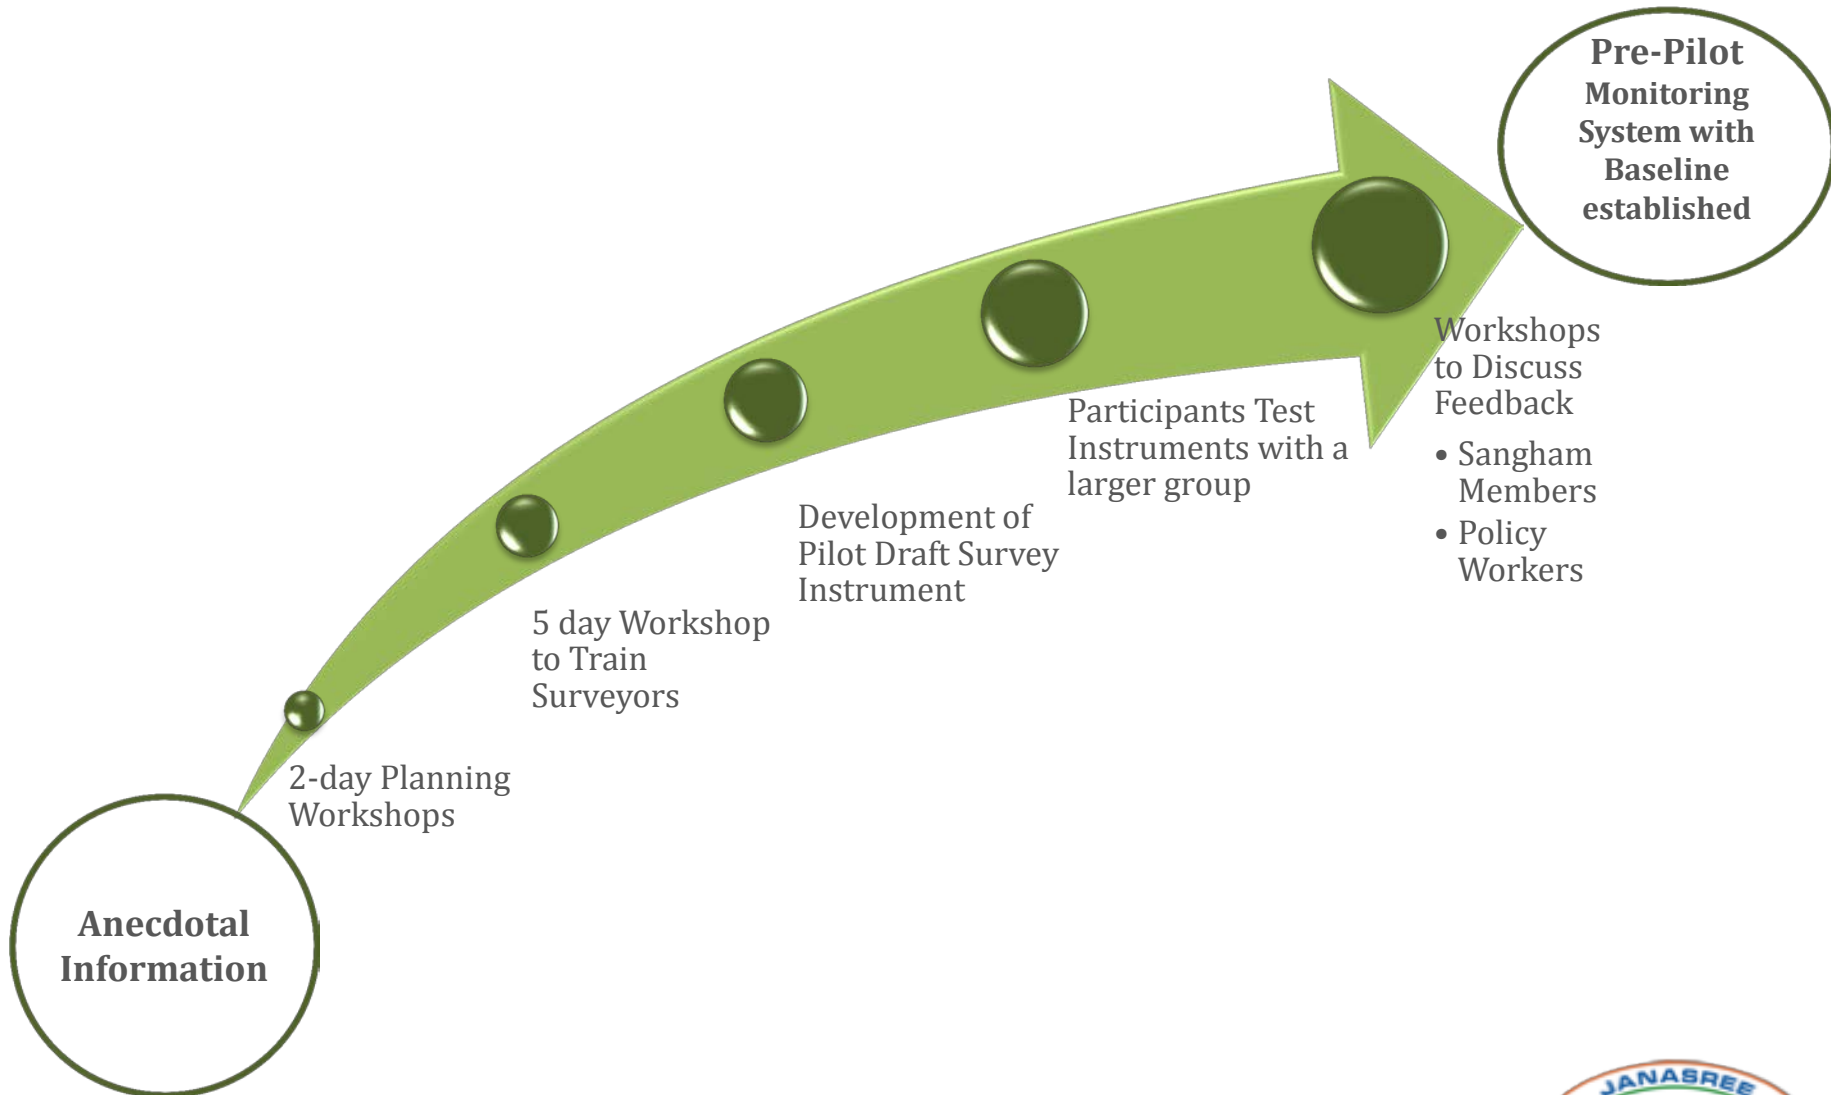 Pre-Pilot
Monitoring
System with
Baseline
established
Workshops
to Discuss
Feedback
• Sangham
Members
• Policy
Workers
Participants Test
Instruments with a
larger group
Development of
Pilot Draft Survey
Instrument
5 day Workshop
to Train
Surveyors
2-day Planning
Workshops
Anecdotal
Information
JANASREE